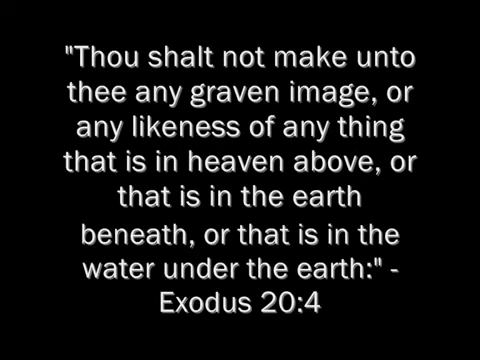 "Thou shalt not make unto
thee any graven image, or
any likeness of any thing
that is in heaven above, or
that is in the earth
beneath, or that is in the
water under the earth:" -
Exodus 20:4